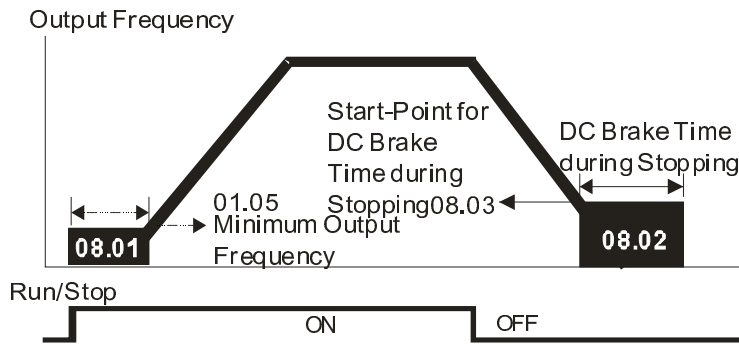 Output Frequency
Start-Point for
DC Brake
Time during
Stopping08.03
DC Brake Time
during Stopping
01.05
Minimum Output
Frequency
08.01
08.02
Run/Stop
ON
OFF